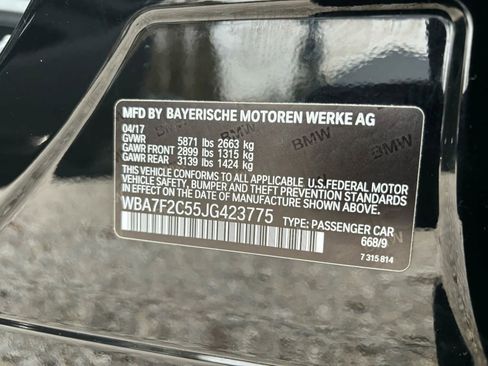 MFD BY BAYERISCHE MOTOREN WERKE AG
04/17
GVWR 5871 lbs 2663 kg
GAWR FRONT 2899 lbs 1315 kg
GAWR REAR 3139 lbs 1424 kg
THIS VEHICLE CONFORMS TO ALL APPLICABLE U.S.FEDERAL MOTOR
VEHICLE SAFETY, BUMPER, AND THEFT PREVENTION STANDARDS
IN EFFECT ON THE DATE OF MANUFACTURE SHOWN ABOVE.
WBA7F2C55JG423775 TYPE: PASSENGER CAR
668/9
7 315 814
BMW
BMW
BMW